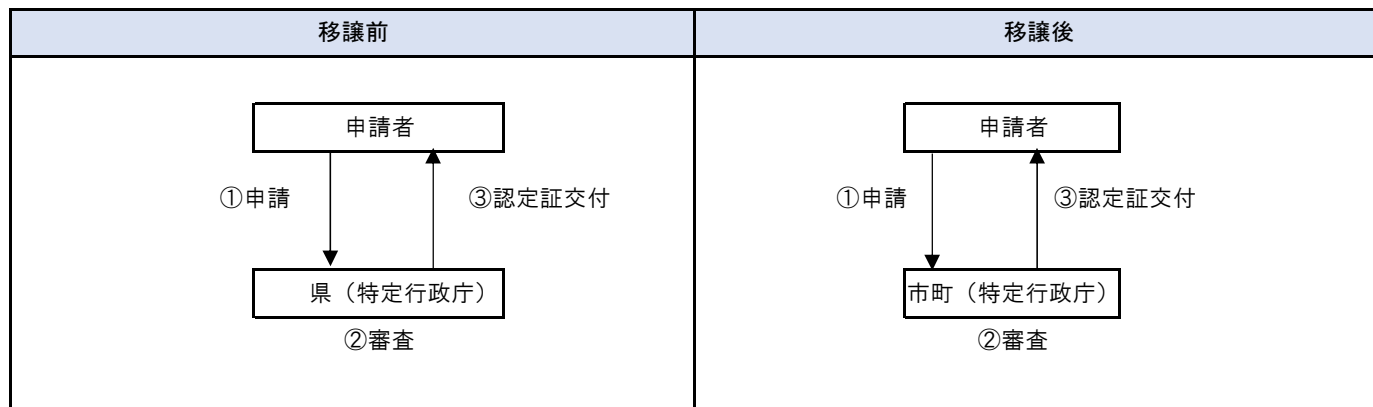 移譲前
移譲後
申請者
①申請
③認定証交付
県（特定行政庁）
②審査
申請者
①申請
③認定証交付
市町（特定行政庁）
②審査